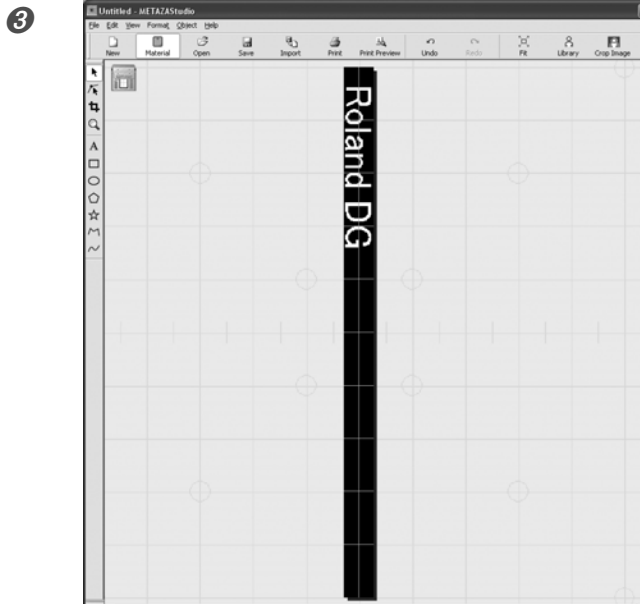 3
Untitled - METAZAStudio
File Edit View Format Object Help
New Material Open Save Import Print Print Preview Undo Redo Fit Library Crop Image
A
Roland DG